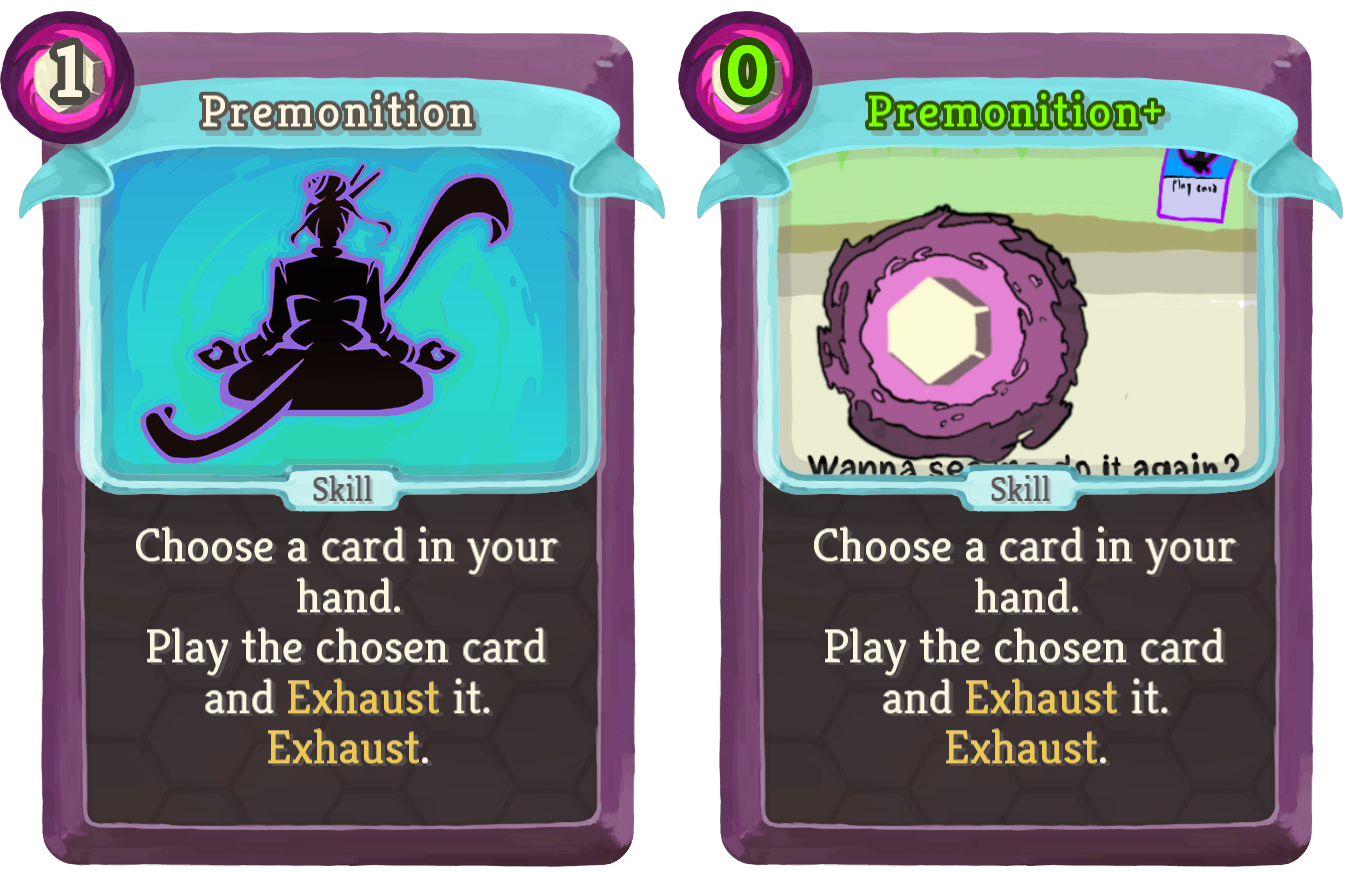 1
Premonition
Skill
Choose a card in your
hand.
Play the chosen card
and Exhaust it.
Exhaust.
0
Premonition+
Play card
Wanna see me do it again?
Skill
Choose a card in your
hand.
Play the chosen card
and Exhaust it.
Exhaust.